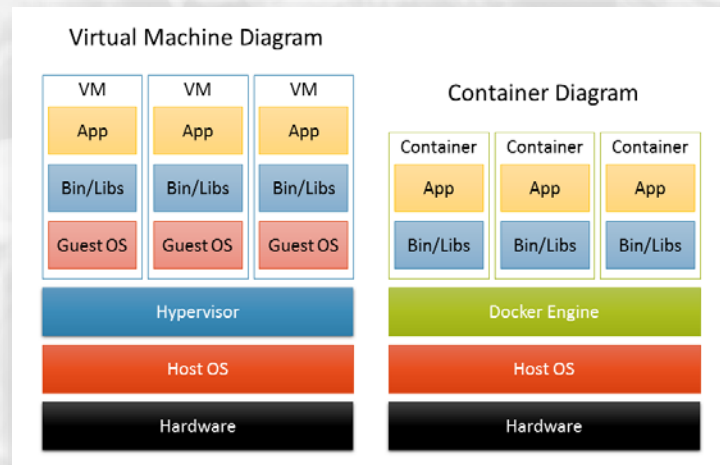 Virtual Machine Diagram
VM VM VM
App App App
Bin/Libs Bin/Libs Bin/Libs
Guest OS Guest OS Guest OS
Hypervisor
Host OS
Hardware
Container Diagram
Container Container Container
App App App
Bin/Libs Bin/Libs Bin/Libs
Docker Engine
Host OS
Hardware